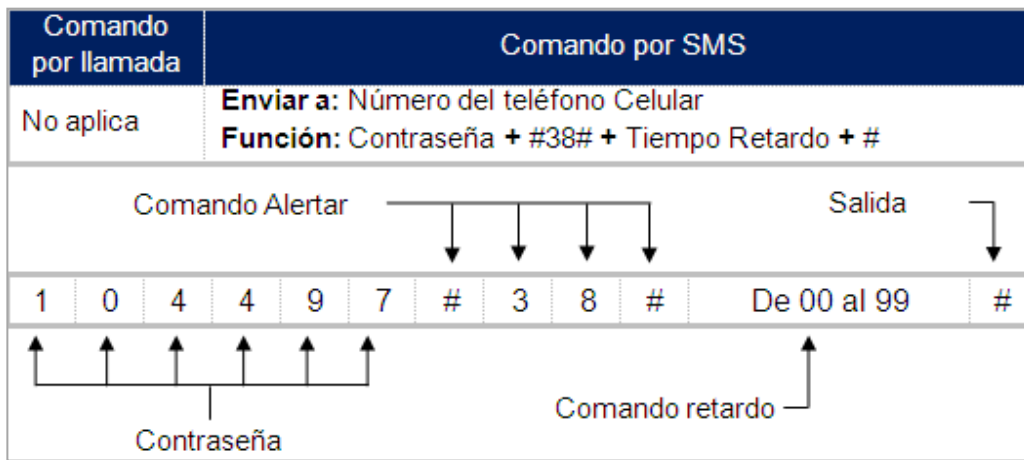 Comando
por llamada
Comando por SMS
No aplica
Enviar a: Número del teléfono Celular
Función: Contraseña + #38# + Tiempo Retardo + #
Comando Alertar
Salida
1 0 4 4 9 7 # 3 8 # De 00 al 99 #
Comando retardo
Contraseña